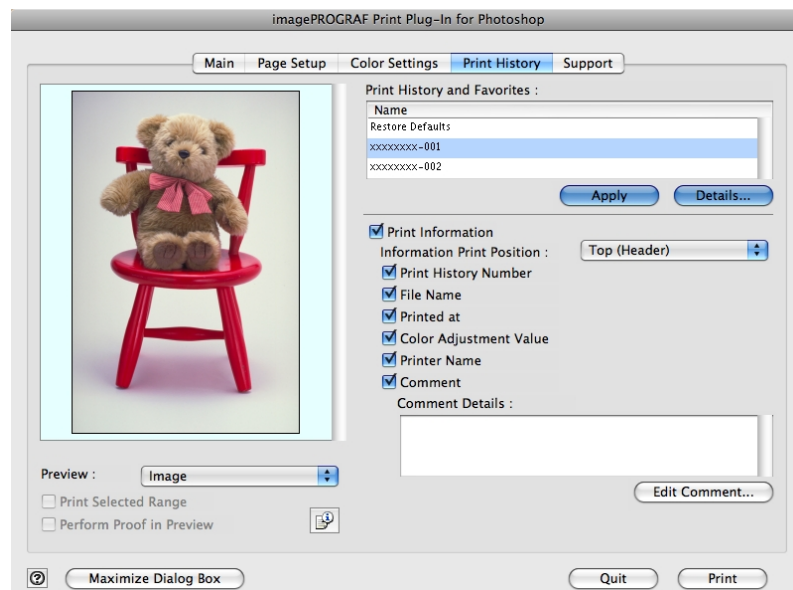 imagePROGRAF Print Plug-In for Photoshop
Main Page Setup Color Settings Print History Support
Print History and Favorites :
Name
Restore Defaults
xxxxxxxx-001
xxxxxxxx-002
Apply Details...
Print Information
Information Print Position : Top (Header)
Print History Number
File Name
Printed at
Color Adjustment Value
Printer Name
Comment
Comment Details :
Edit Comment...
Preview : Image
Print Selected Range
Perform Proof in Preview
? Maximize Dialog Box Quit Print